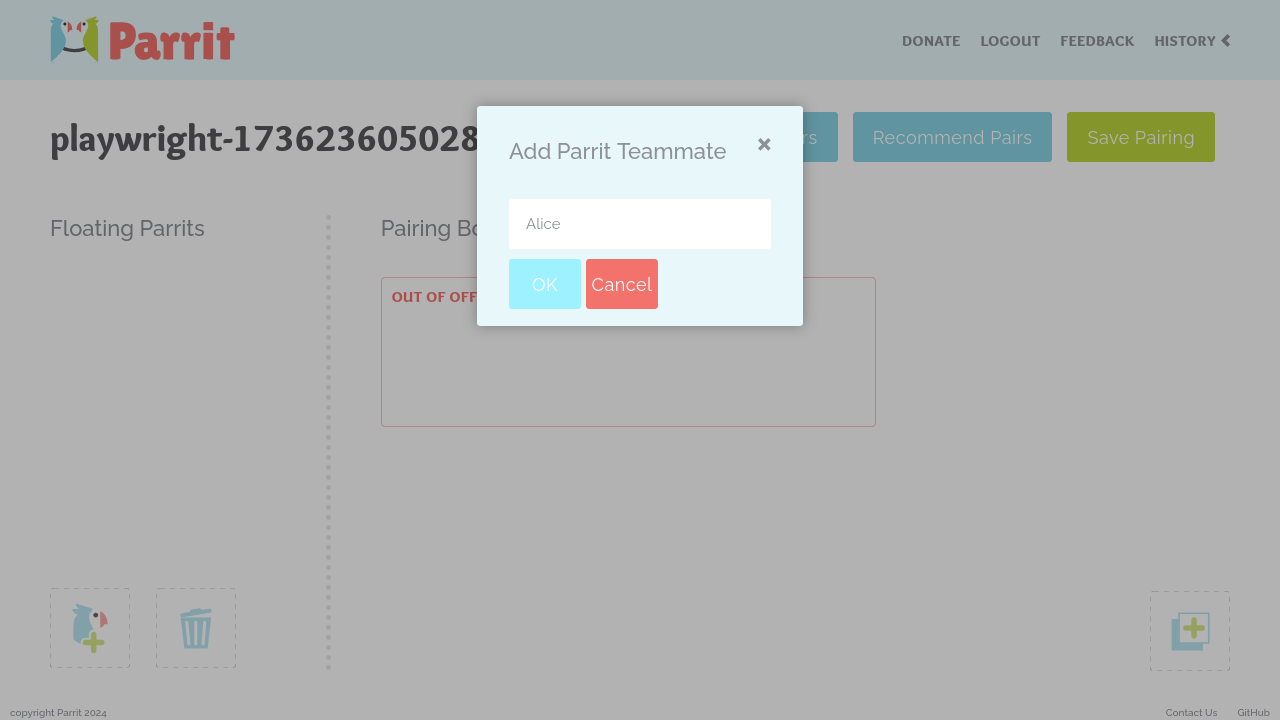 Parrit
DONATE LOGOUT FEEDBACK HISTORY
playwright-173623605028
rs
Recommend Pairs
Save Pairing
Add Parrit Teammate
Alice
OK
Cancel
Floating Parrits
Pairing Bo
OUT OF OFF
copyright Parrit 2024
Contact Us
GitHub